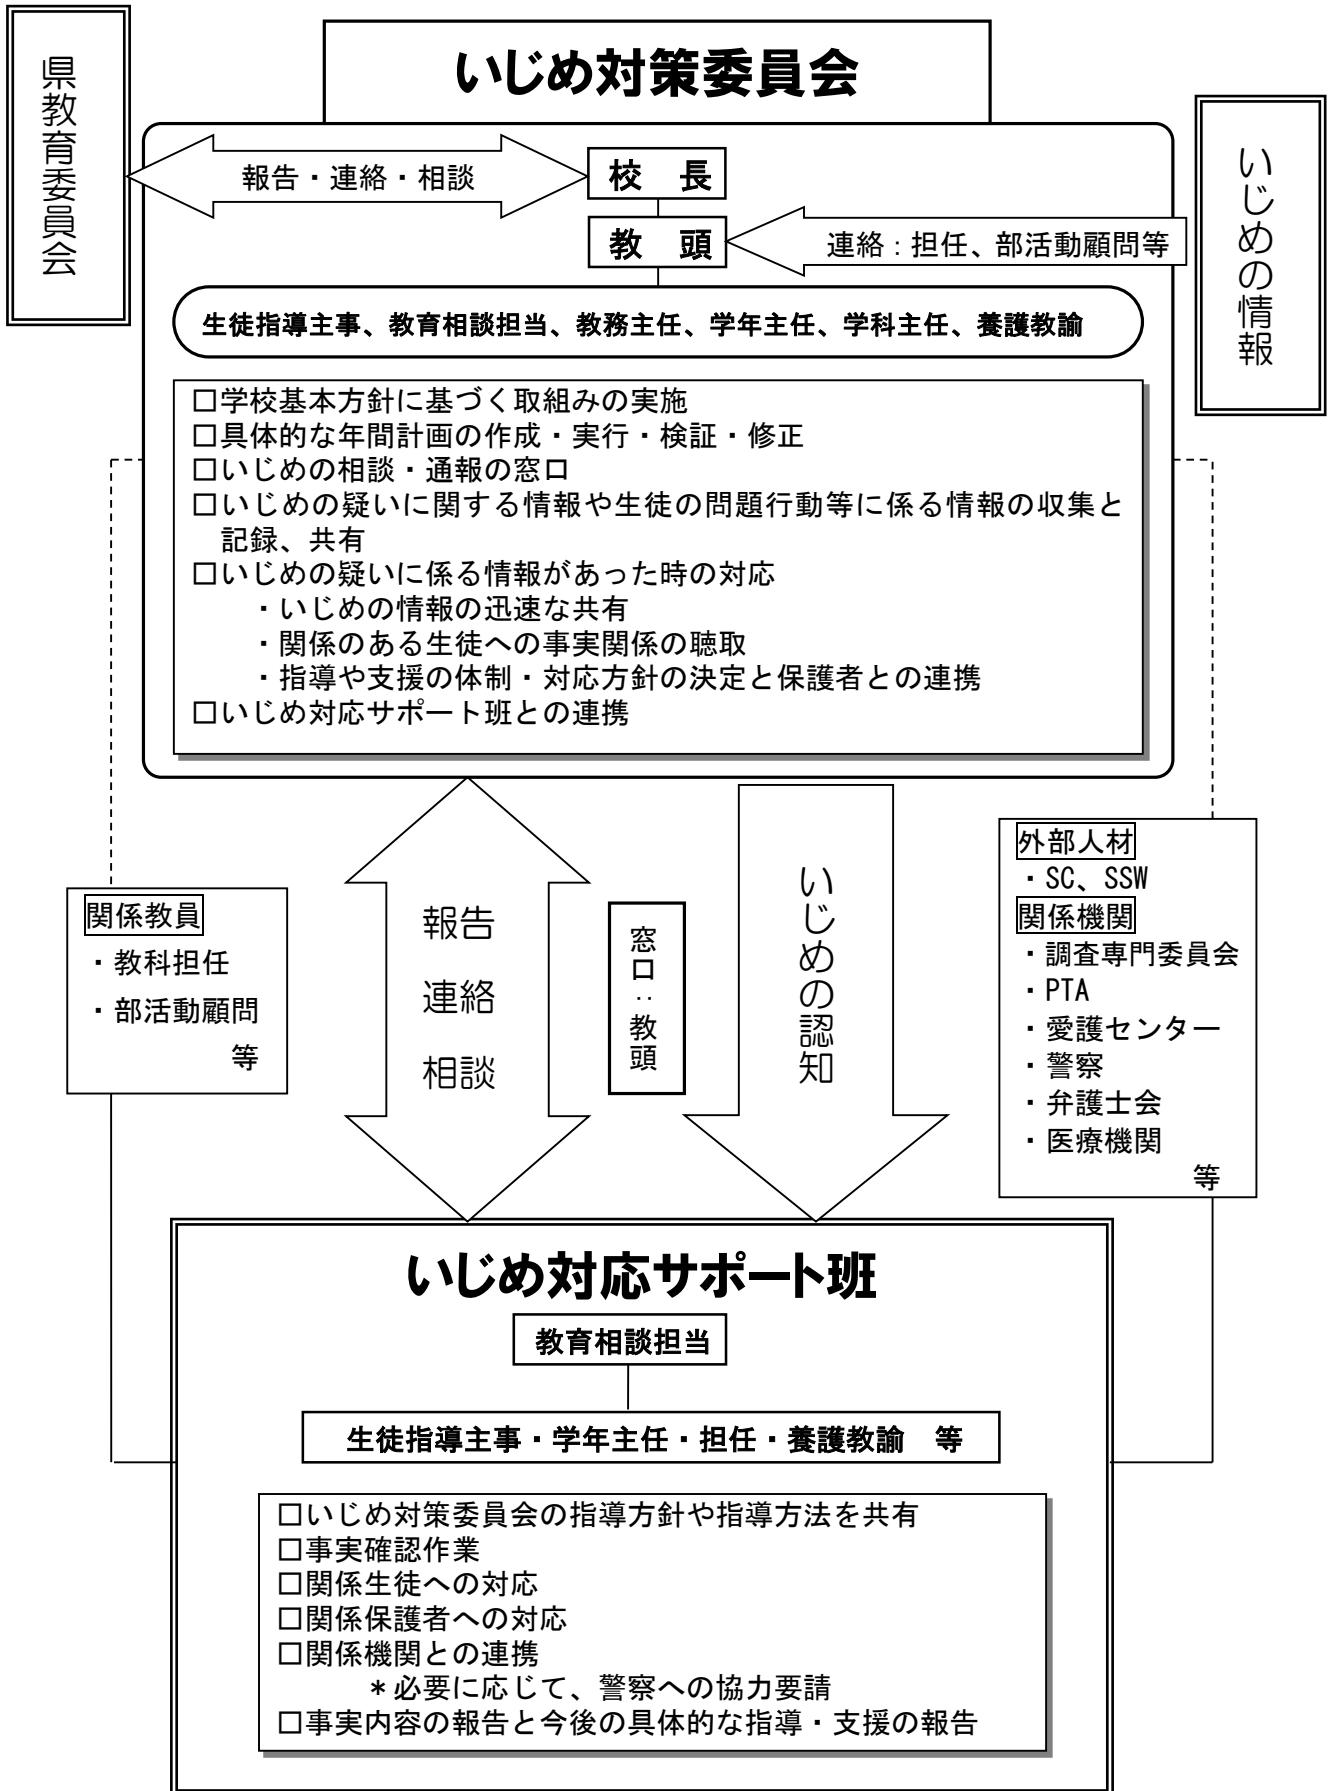 県教育委員会
いじめ対策委員会
報告・連絡・相談
校　長
教　頭
連絡：担任、部活動顧問等
いじめの情報
生徒指導主事、教育相談担当、教務主任、学年主任、学科主任、養護教諭
□学校基本方針に基づく取組みの実施
□具体的な年間計画の作成・実行・検証・修正
□いじめの相談・通報の窓口
□いじめの疑いに関する情報や生徒の問題行動等に係る情報の収集と
記録、共有
□いじめの疑いに係る情報があった時の対応
・いじめの情報の迅速な共有
・関係のある生徒への事実関係の聴取
・指導や支援の体制・対応方針の決定と保護者との連携
□いじめ対応サポート班との連携
関係教員
・教科担任
・部活動顧問
等
報告
連絡
相談
窓口：教頭
いじめの認知
外部人材
・SC、SSW
関係機関
・調査専門委員会
・PTA
・愛護センター
・警察
・弁護士会
・医療機関
等
いじめ対応サポート班
教育相談担当
生徒指導主事・学年主任・担任・養護教諭　等
□いじめ対策委員会の指導方針や指導方法を共有
□事実確認作業
□関係生徒への対応
□関係保護者への対応
□関係機関との連携
＊必要に応じて、警察への協力要請
□事実内容の報告と今後の具体的な指導・支援の報告